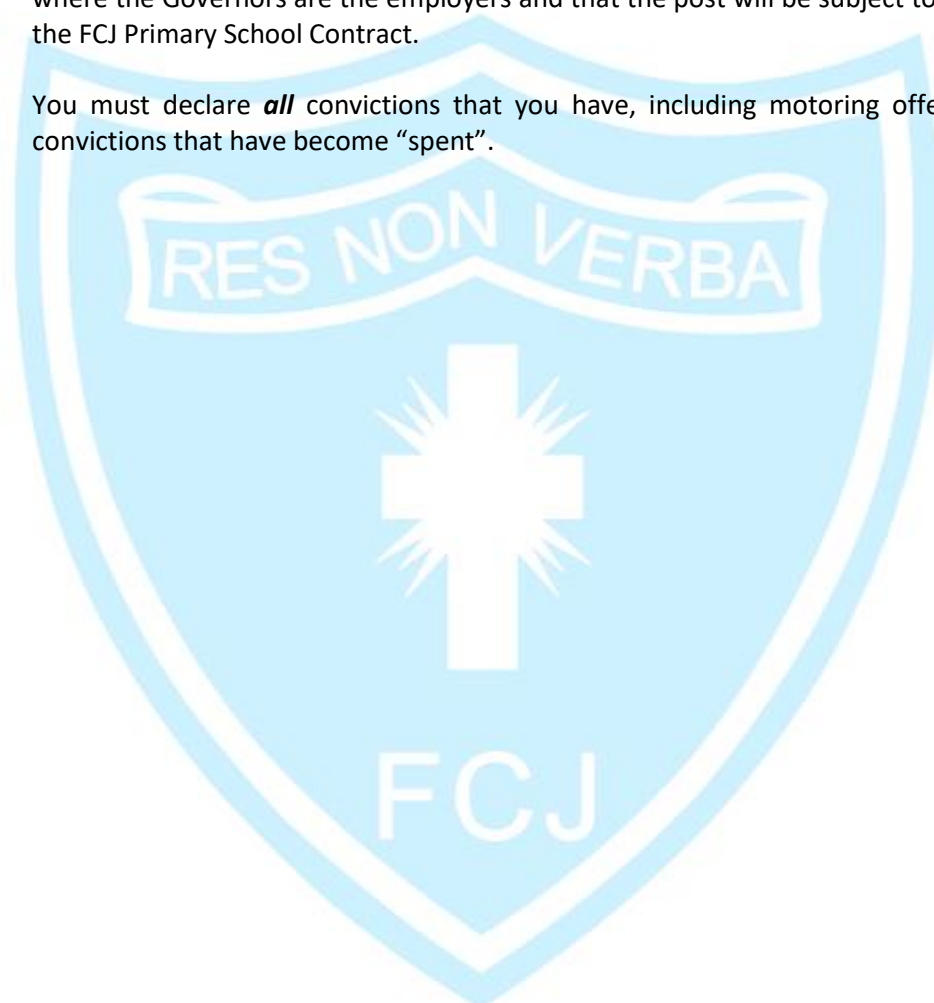 where the Governors are the employers and that the post will be subject to
the FCJ Primary School Contract.
You must declare all convictions that you have, including motoring
convictions that have become “spent”.
RES NON VERBA
FCJ